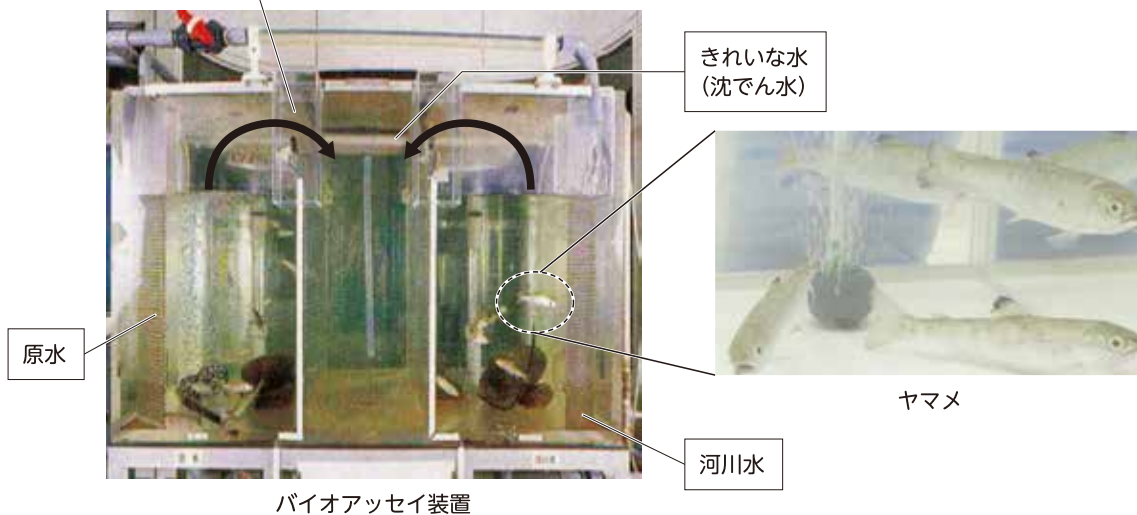 きれいな水
（沈でん水）
原水
ヤマメ
河川水
バイオアッセイ装置